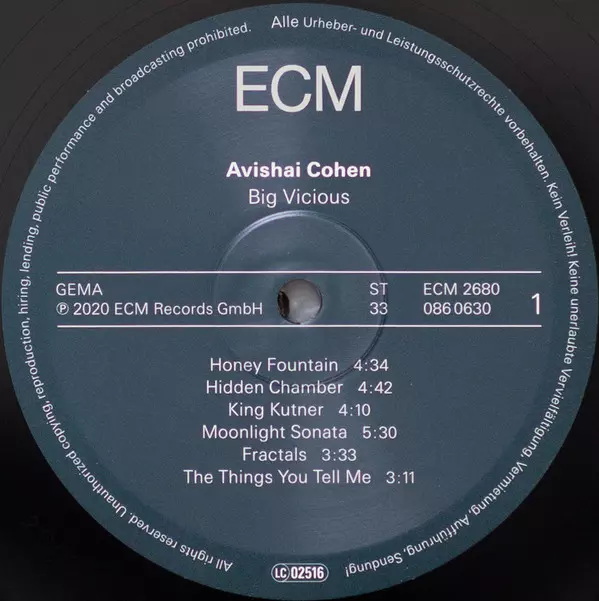 ECM
Avishai Cohen
Big Vicious
GEMA ST ECM 2680
℗ 2020 ECM Records GmbH 33 086 0630 1
Honey Fountain 4:34
Hidden Chamber 4:42
King Kutner 4:10
Moonlight Sonata 5:30
Fractals 3:33
The Things You Tell Me 3:11
LC 02516
Alle Urheber- und Leistungsschutzrechte vorbehalten. Kein Verleih! Keine unerlaubte Vervielfältigung, Vermietung, Aufführung, Sendung!
All rights reserved. Unauthorized copying, reproduction, hiring, lending, public performance and broadcasting prohibited.